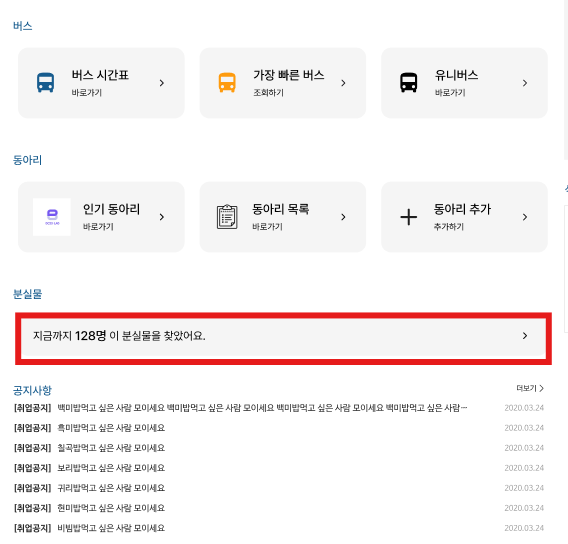 버스
버스 시간표
바로가기
가장 빠른 버스
조회하기
유니버스
바로가기
동아리
인기 동아리
바로가기
동아리 목록
바로가기
동아리 추가
추가하기
분실물
지금까지 128명 이 분실물을 찾았어요.
공지사항
더보기
[취업공지] 백미밥먹고 싶은 사람 모이세요 백미밥먹고 싶은 사람 모이세요 백미밥먹고 싶은 사람 모이세요 백미밥먹고 싶은 사람··· 2020.03.24
[취업공지] 흑미밥먹고 싶은 사람 모이세요 2020.03.24
[취업공지] 칠곡밥먹고 싶은 사람 모이세요 2020.03.24
[취업공지] 보리밥먹고 싶은 사람 모이세요 2020.03.24
[취업공지] 귀리밥먹고 싶은 사람 모이세요 2020.03.24
[취업공지] 현미밥먹고 싶은 사람 모이세요 2020.03.24
[취업공지] 비빔밥먹고 싶은 사람 모이세요 2020.03.24